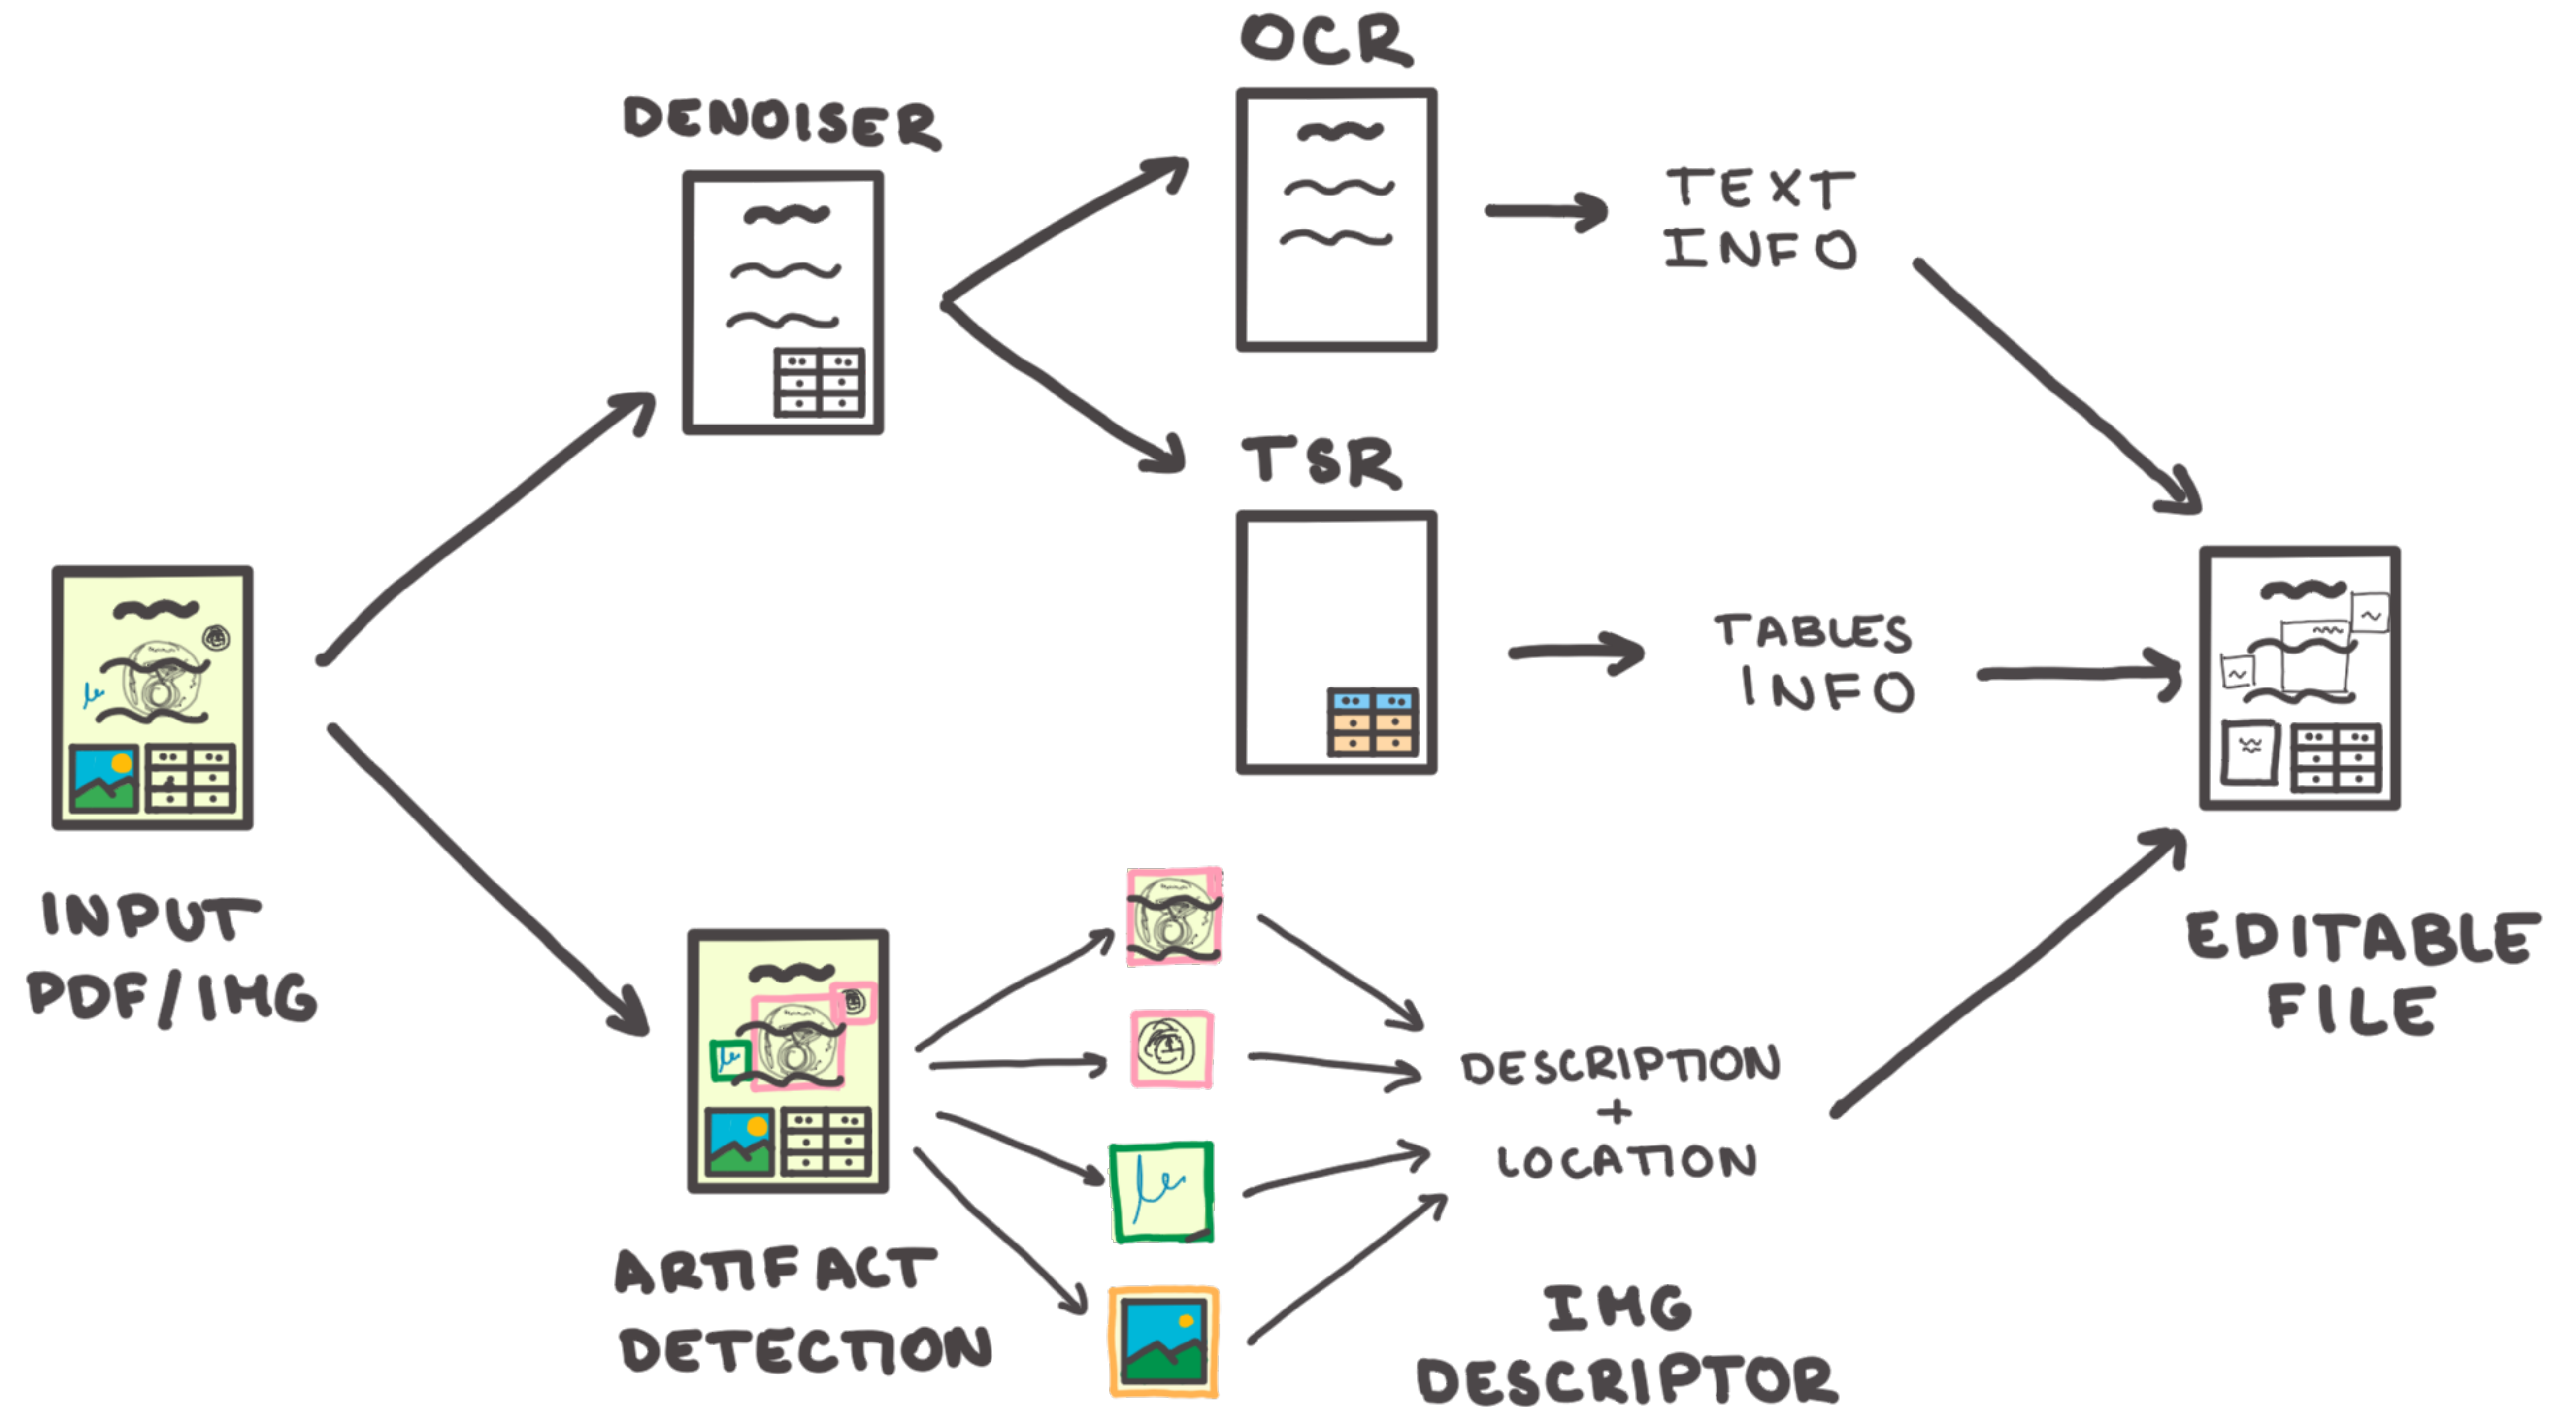 OCR
DENOISER
TEXT
INFO
TSR
TABLES
INFO
INPUT
PDF/IMG
EDITABLE
FILE
DESCRIPTION
+
LOCATION
ARTIFACT
DETECTION
IMG
DESCRIPTOR